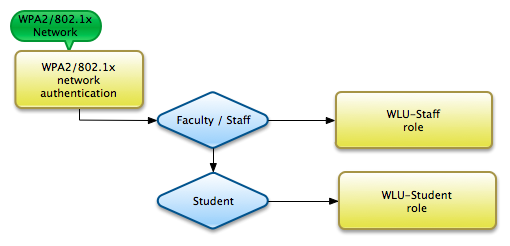 WPA2/802.1x
Network
WPA2/802.1x
network
authentication
Faculty / Staff
WLU-Staff
role
Student
WLU-Student
role